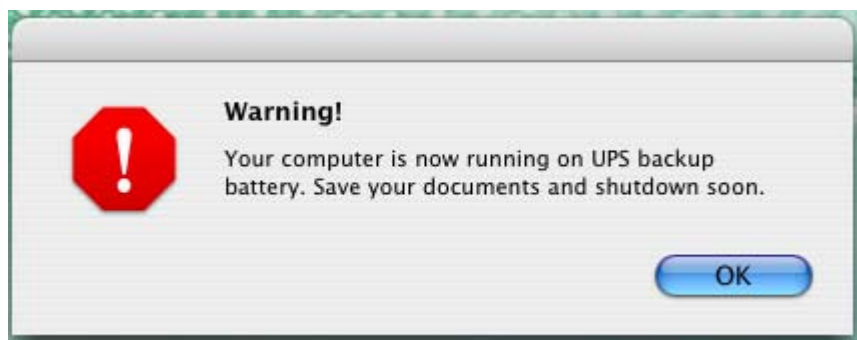 Warning!
Your computer is now running on UPS backup
battery. Save your documents and shutdown soon.
OK